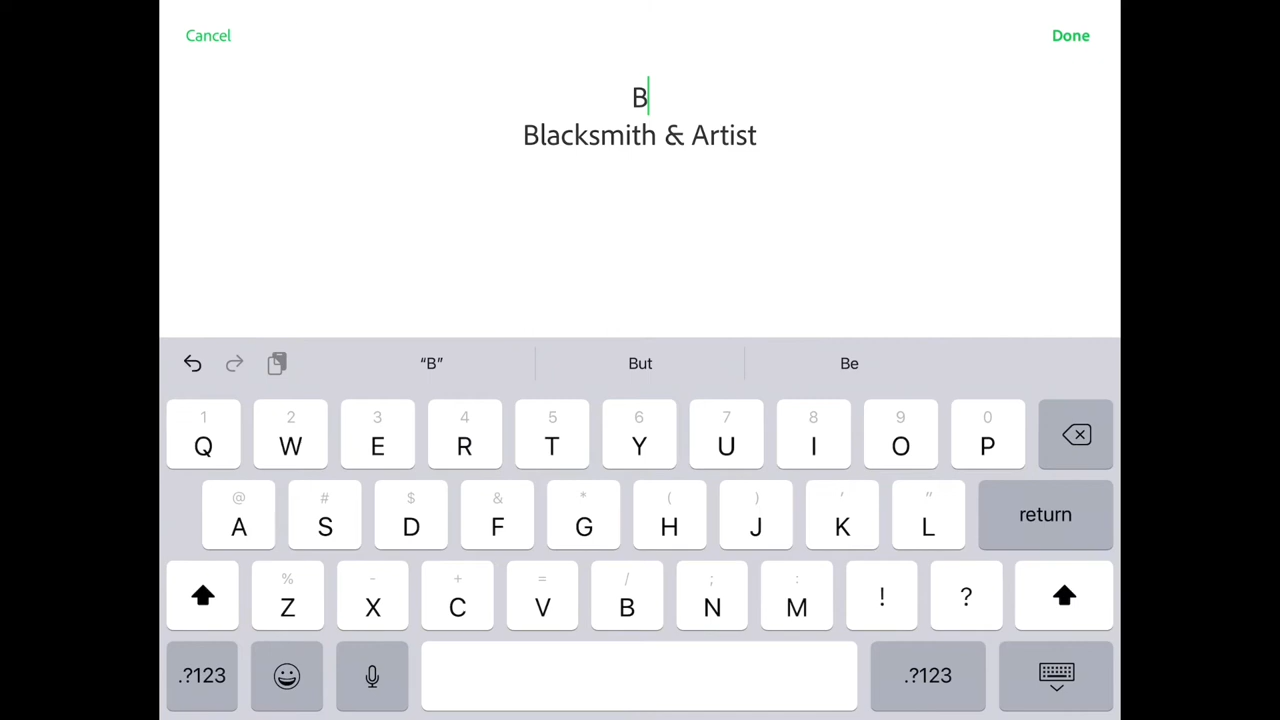 Cancel
Done
B
Blacksmith & Artist
“B”
But
Be
1 2 3 4 5 6 7 8 9 0
Q W E R T Y U I O P
@ # $ & * ( ) ' "
A S D F G H J K L return
% - + = / ; :
Z X C V B N M ! ?
.?123 .?123